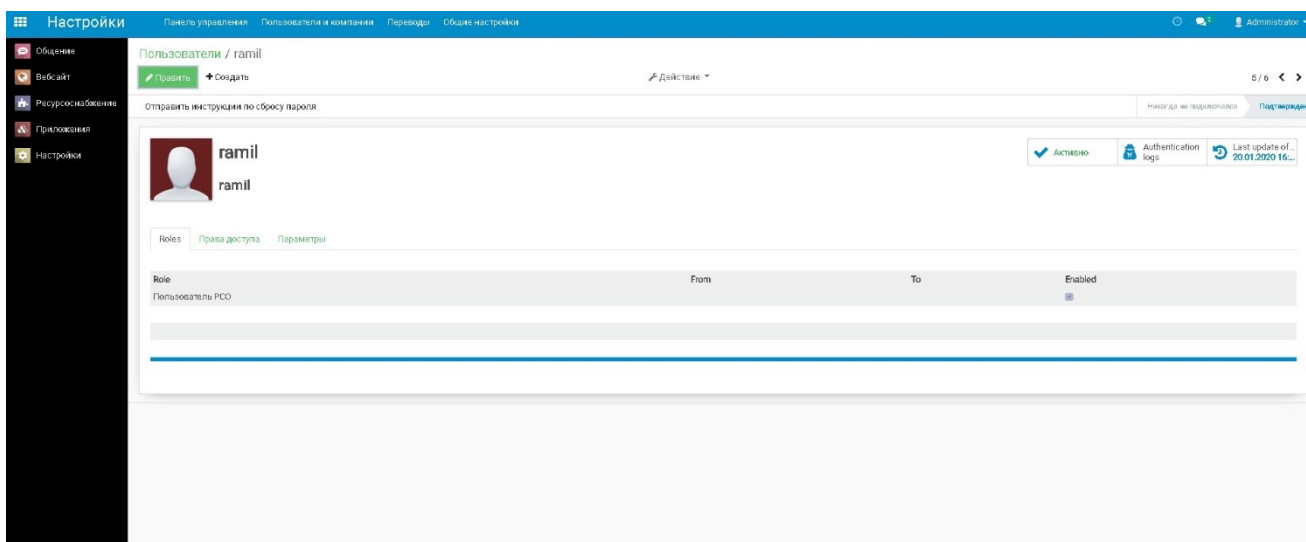 Настройки Панель управления Пользователи и компании Переводы Общие настройки 1 Administrator
Общение
Вебсайт
Ресурсоснабжение
Приложения
Настройки
Пользователи / ramil
Править Создать Действие 6 / 6
Отправить инструкции по сбросу пароля Никогда не подключался Подтвержден
ramil
ramil
Активно
Authentication
logs
Last update of...
20.01.2020 16:...
Roles Права доступа Параметры
Role From To Enabled
Пользователь РСО